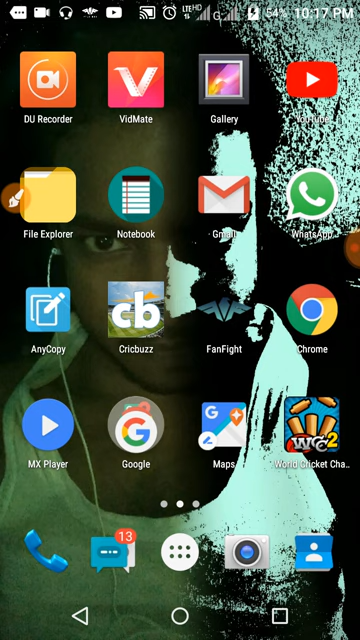 LTE HD
G
54% 10:17 PM
DU Recorder
VidMate
Gallery
YouTube
File Explorer
Notebook
Gmail
WhatsApp
cb
AnyCopy
Cricbuzz
FanFight
Chrome
G
G
WCC2
MX Player
Google
Maps
World Cricket Cha..
13